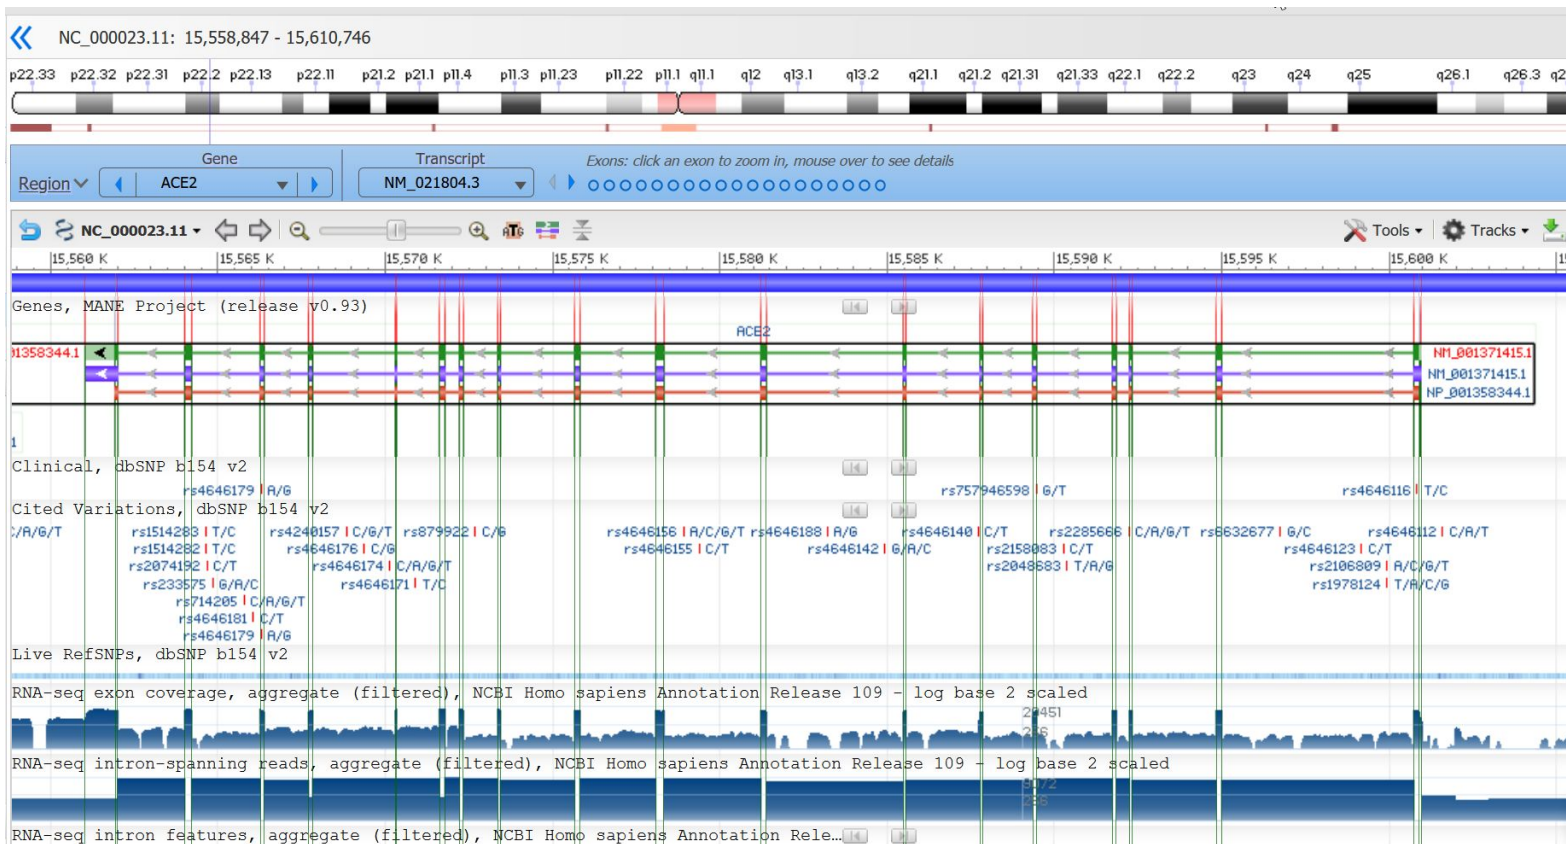 NC_000023.11: 15,558,847 - 15,610,746
p22.33 p22.32 p22.31 p22.2 p22.13 p22.11 p21.2 p21.1 p11.4 p11.3 p11.23 p11.22 p11.1 q11.1 q12 q13.1 q13.2 q21.1 q21.2 q21.31 q21.33 q22.1 q22.2 q23 q24 q25 q26.1 q26.3 q2
Gene Transcript Exons: click an exon to zoom in, mouse over to see details
Region ACE2 NM_021804.3
NC_000023.11 ATG Tools Tracks
15,560 K 15,565 K 15,570 K 15,575 K 15,580 K 15,585 K 15,590 K 15,595 K 15,600 K
Genes, MANE Project (release v0.93)
ACE2
01358344.1 NM_001371415.1
NM_001371415.1
NP_001358344.1
1
Clinical, dbSNP b154 v2
rs4646179 A/G rs757946598 G/T rs4646116 T/C
Cited Variations, dbSNP b154 v2
C/A/G/T rs1514283 T/C rs4240157 C/G/T rs879922 C/G rs4646156 A/C/G/T rs4646188 A/G rs4646140 C/T rs2285666 C/A/G/T rs6632677 G/C rs4646112 C/A/T
rs1514282 T/C rs4646176 C/G rs4646155 C/T rs4646142 G/A/C rs2158083 C/T rs4646123 C/T
rs2074192 C/T rs4646174 C/A/G/T rs2048683 T/A/G rs2106809 A/C/G/T
rs233575 G/A/C rs4646171 T/C rs1978124 T/A/C/G
rs714205 C/A/G/T
rs4646181 C/T
rs4646179 A/G
Live RefSNPs, dbSNP b154 v2
RNA-seq exon coverage, aggregate (filtered), NCBI Homo sapiens Annotation Release 109 - log base 2 scaled
256
RNA-seq intron-spanning reads, aggregate (filtered), NCBI Homo sapiens Annotation Release 109 - log base 2 scaled
256
RNA-seq intron features, aggregate (filtered), NCBI Homo sapiens Annotation Rele...